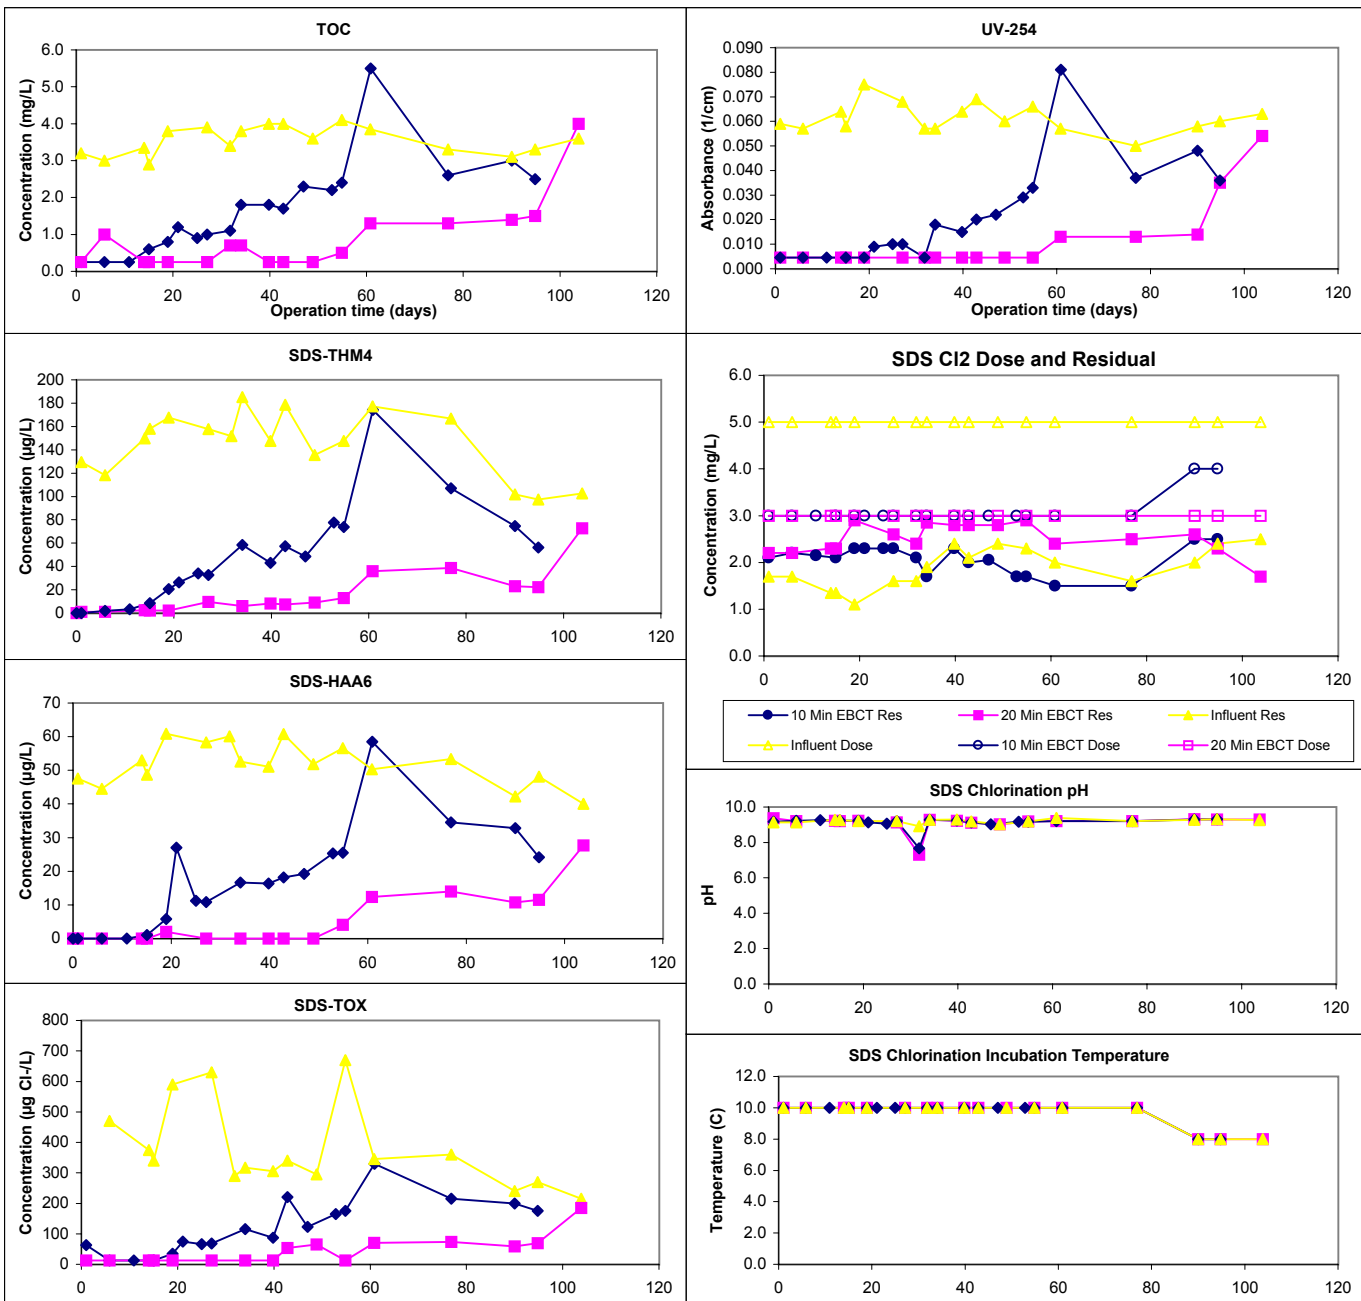 TOC
Concentration (mg/L)
6.0
5.0
4.0
3.0
2.0
1.0
0.0
0 20 40 60 80 100 120
Operation time (days)
UV-254
Absorbance (1/cm)
0.090
0.080
0.070
0.060
0.050
0.040
0.030
0.020
0.010
0.000
0 20 40 60 80 100 120
Operation time (days)
SDS-THM4
Concentration (µg/L)
200
180
160
140
120
100
80
60
40
20
0
0 20 40 60 80 100 120
SDS Cl2 Dose and Residual
Concentration (mg/L)
6.0
5.0
4.0
3.0
2.0
1.0
0.0
0 20 40 60 80 100 120
10 Min EBCT Res 20 Min EBCT Res Influent Res
Influent Dose 10 Min EBCT Dose 20 Min EBCT Dose
SDS-HAA6
Concentration (µg/L)
70
60
50
40
30
20
10
0
0 20 40 60 80 100 120
SDS Chlorination pH
pH
10.0
8.0
6.0
4.0
2.0
0.0
0 20 40 60 80 100 120
SDS-TOX
Concentration (µg Cl-/L)
800
700
600
500
400
300
200
100
0
0 20 40 60 80 100 120
SDS Chlorination Incubation Temperature
Temperature (C)
12.0
10.0
8.0
6.0
4.0
2.0
0.0
0 20 40 60 80 100 120